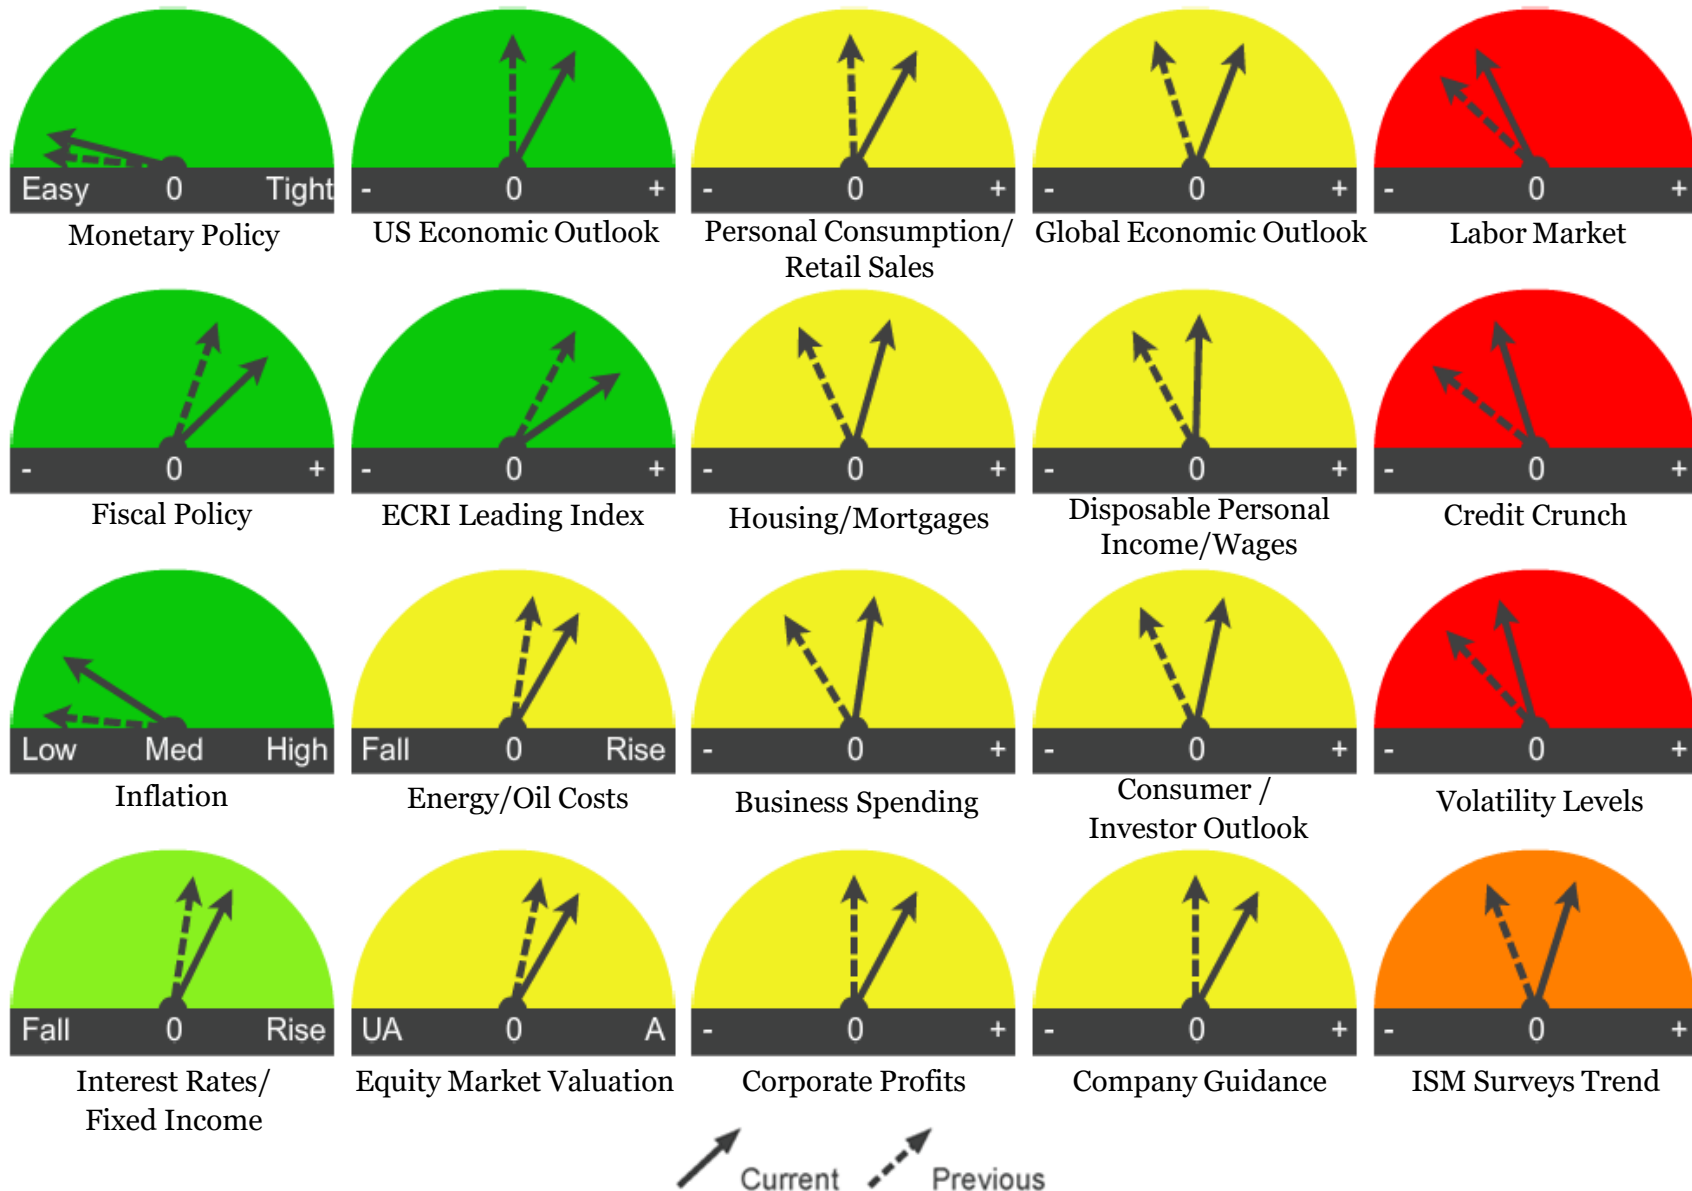 Easy 0 Tight
- 0 +
- 0 +
- 0 +
- 0 +
Monetary Policy
US Economic Outlook
Personal Consumption/
Retail Sales
Global Economic Outlook
Labor Market
- 0 +
- 0 +
- 0 +
- 0 +
- 0 +
Fiscal Policy
ECRI Leading Index
Housing/Mortgages
Disposable Personal
Income/Wages
Credit Crunch
Low Med High
Fall 0 Rise
- 0 +
- 0 +
- 0 +
Inflation
Energy/Oil Costs
Business Spending
Consumer /
Investor Outlook
Volatility Levels
Fall 0 Rise
UA 0 A
- 0 +
- 0 +
- 0 +
Interest Rates/
Fixed Income
Equity Market Valuation
Corporate Profits
Company Guidance
ISM Surveys Trend
Current Previous